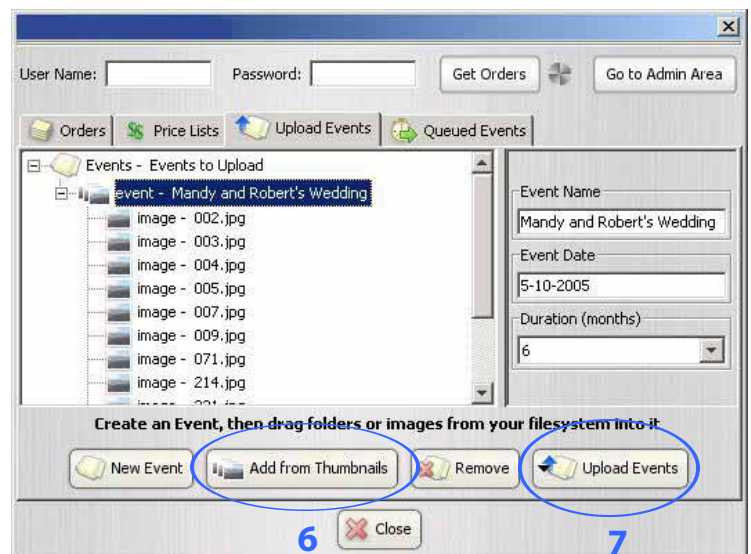 User Name: Password: Get Orders Go to Admin Area
Orders $$ Price Lists Upload Events Queued Events
Events - Events to Upload
event - Mandy and Robert's Wedding
image - 002.jpg
image - 003.jpg
image - 004.jpg
image - 005.jpg
image - 007.jpg
image - 009.jpg
image - 071.jpg
image - 214.jpg
Event Name
Mandy and Robert's Wedding
Event Date
5-10-2005
Duration (months)
6
Create an Event, then drag folders or images from your filesystem into it
New Event Add from Thumbnails Remove Upload Events
6 Close 7